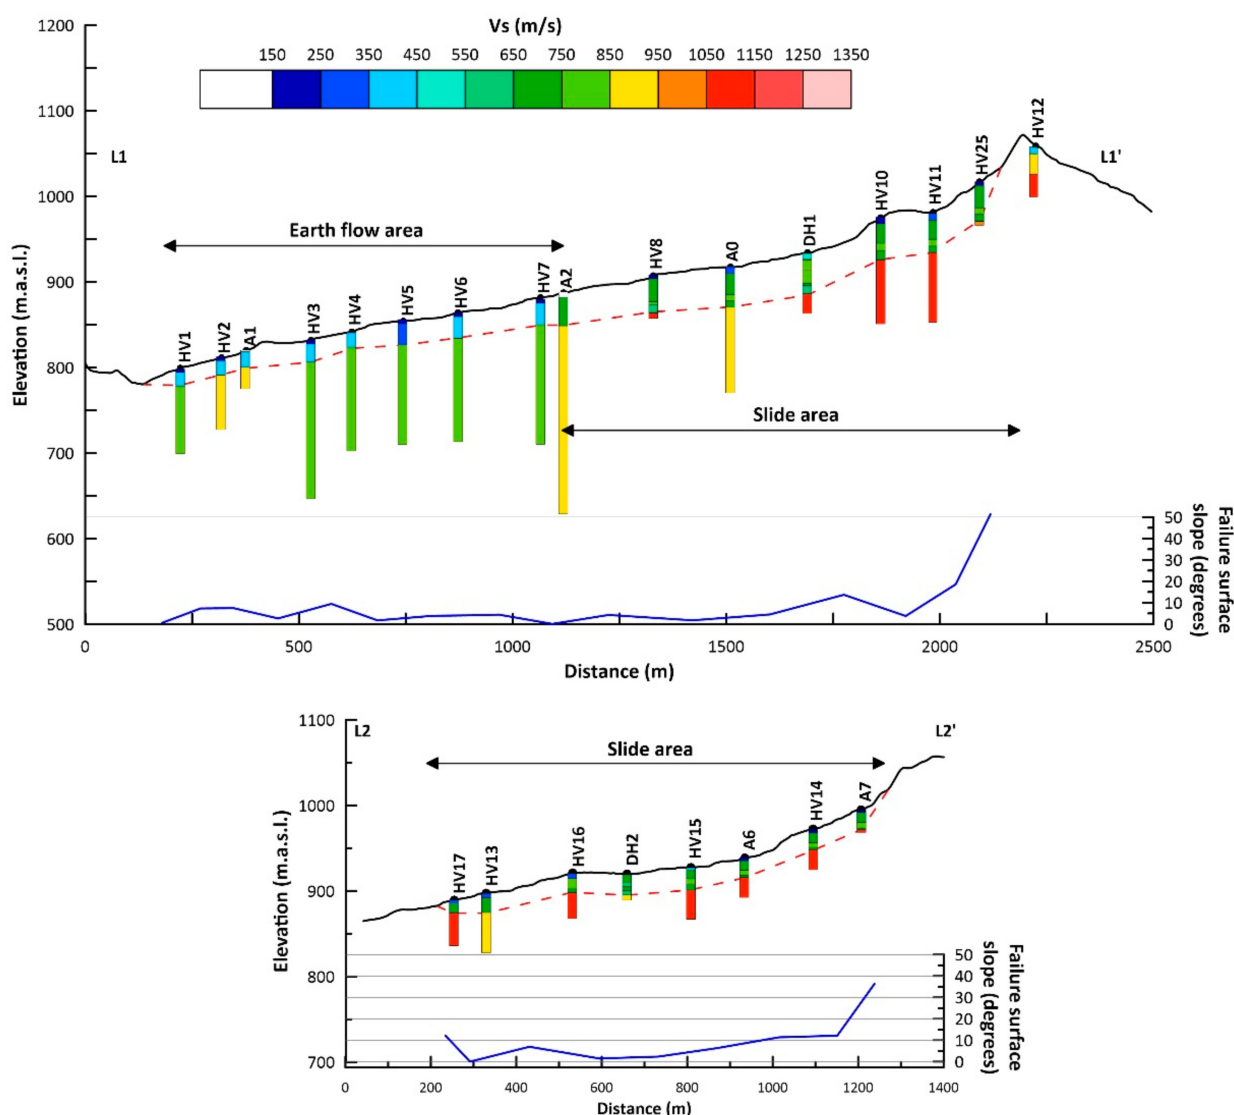 Vs (m/s)
150 250 350 450 550 650 750 850 950 1050 1150 1250 1350
1200
1100
1000
900
800
700
600
500
Elevation (m.a.s.l.)
L1
L1'
Earth flow area
Slide area
HV1
HV2
A1
HV3
HV4
HV5
HV6
HV7
A2
HV8
A0
DH1
HV10
HV11
HV25
HV12
50
40
30
20
10
0
Failure surface
slope (degrees)
0 500 1000 1500 2000 2500
Distance (m)
1100
1000
900
800
700
Elevation (m.a.s.l.)
L2
L2'
Slide area
HV17
HV13
HV16
DH2
HV15
A6
HV14
A7
50
40
30
20
10
0
Failure surface
slope (degrees)
0 200 400 600 800 1000 1200 1400
Distance (m)